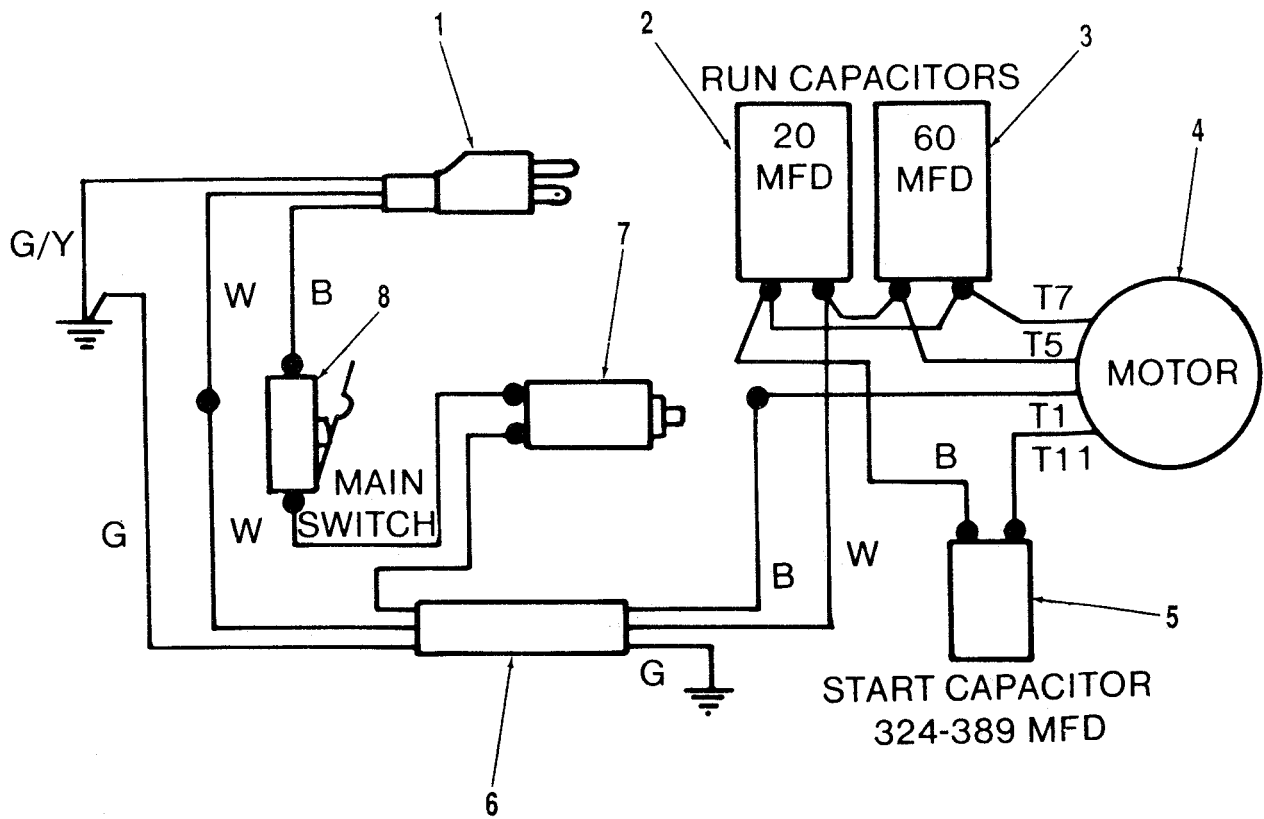 1
2
3
RUN CAPACITORS
20
MFD
60
MFD
4
G/Y
W
B
8
7
T7
T5
MOTOR
T1
T11
B
MAIN
SWITCH
G
W
B
W
5
G
START CAPACITOR
324-389 MFD
6